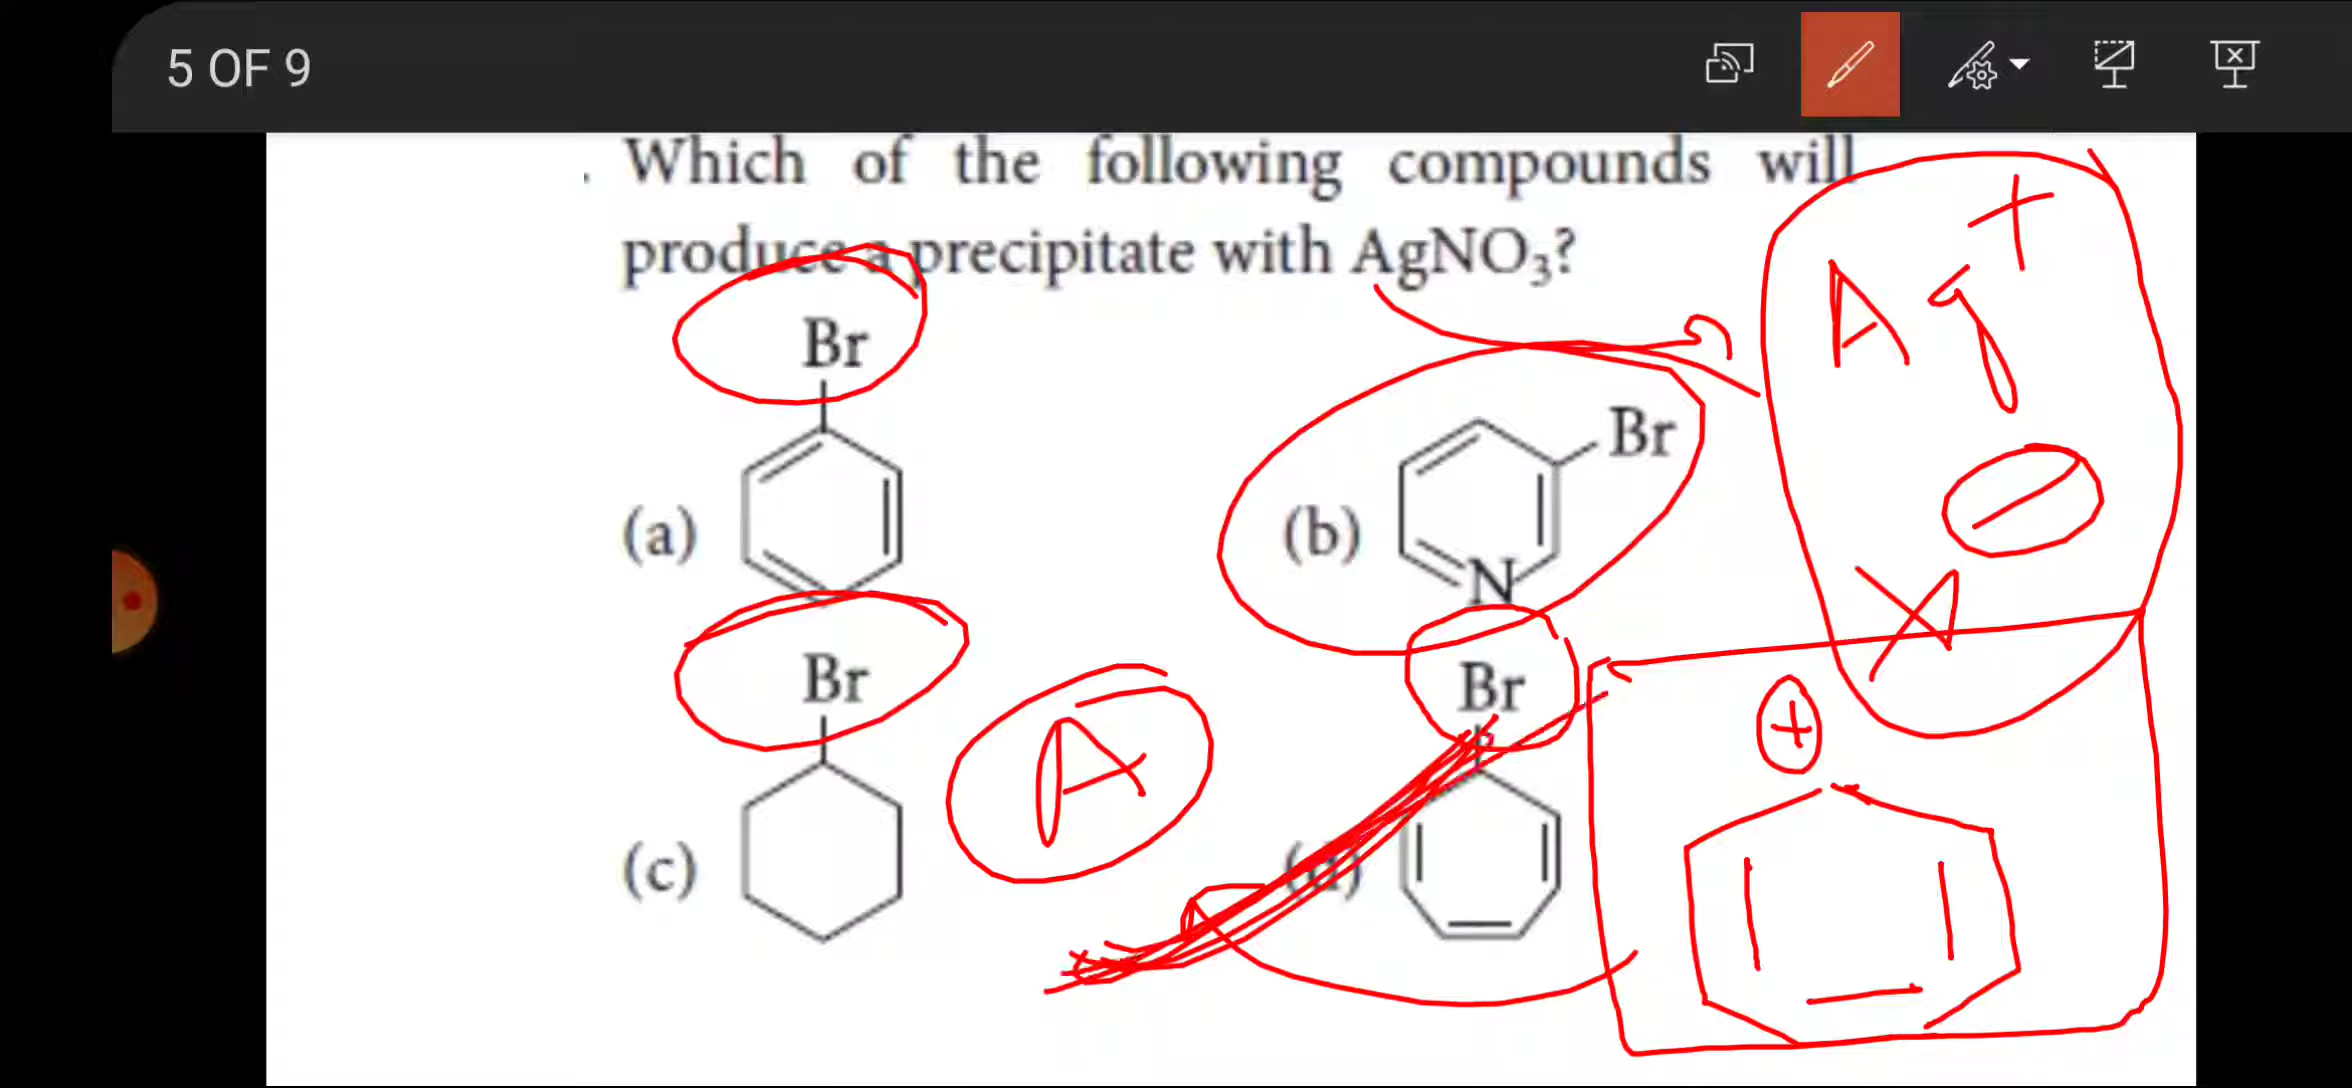 5 OF 9
. Which of the following compounds will
produce a precipitate with AgNO₃?
Br
(a)
Br
(b)
N
Br
(c)
Br
(d)
A
Ag+
X
⊖
⊕